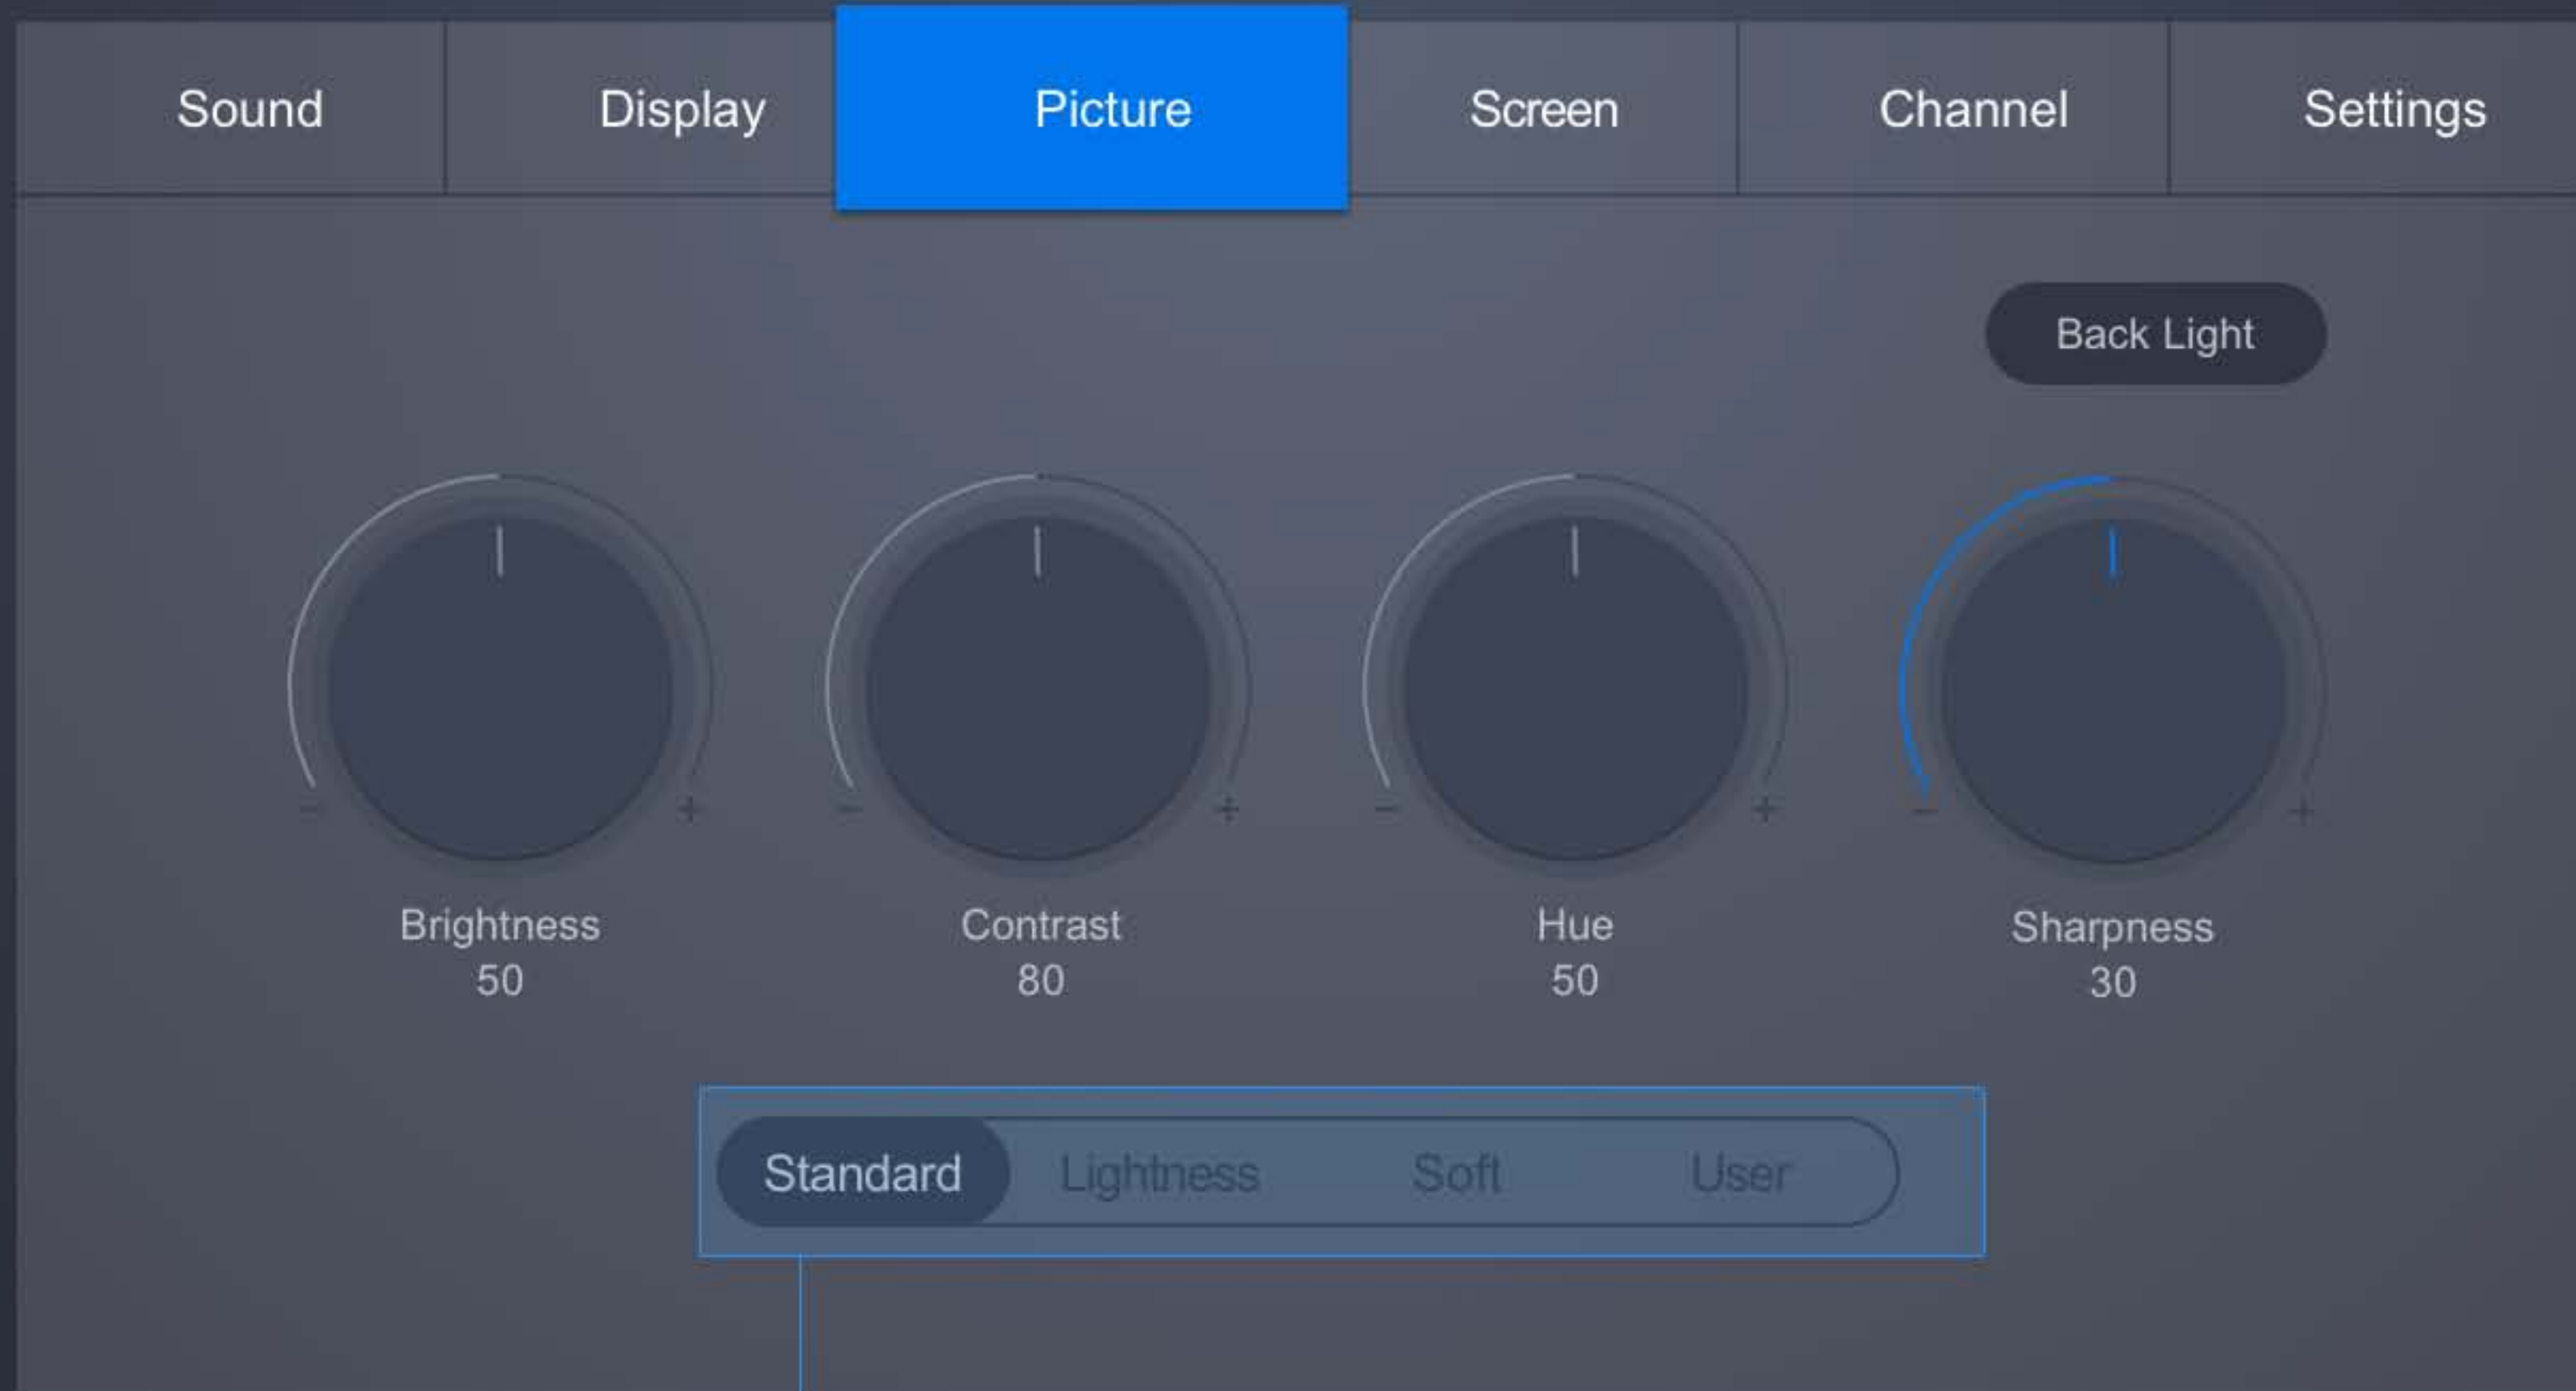 Sound Display Picture Screen Channel Settings
Back Light
− + − + − + − +
Brightness Contrast Hue Sharpness
50 80 50 30
Standard Lightness Soft User